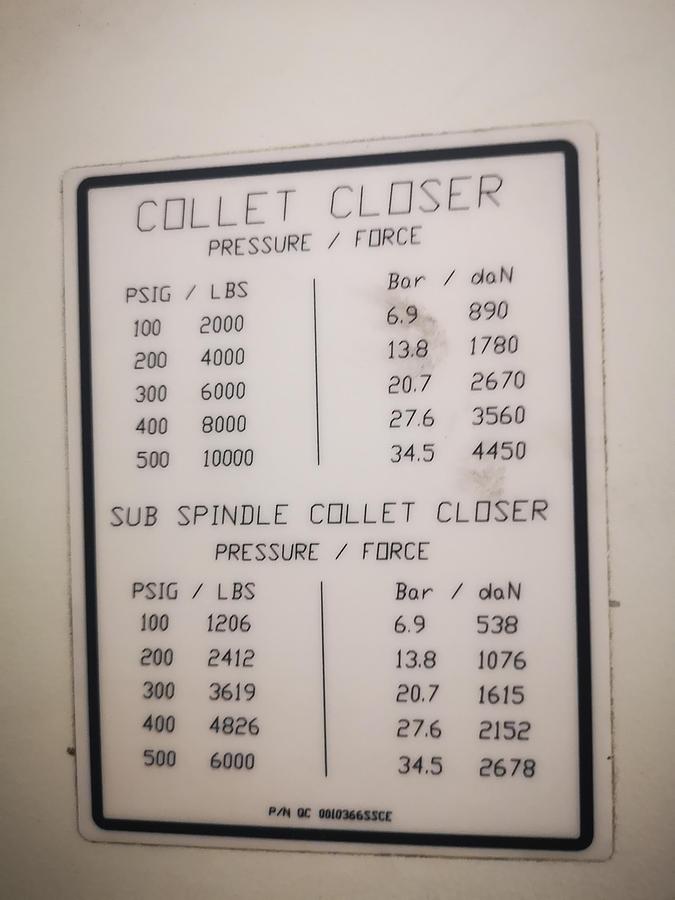 COLLET CLOSER
PRESSURE / FORCE
PSIG / LBS Bar / daN
100 2000 6.9 890
200 4000 13.8 1780
300 6000 20.7 2670
400 8000 27.6 3560
500 10000 34.5 4450
SUB SPINDLE COLLET CLOSER
PRESSURE / FORCE
PSIG / LBS Bar / daN
100 1206 6.9 538
200 2412 13.8 1076
300 3619 20.7 1615
400 4826 27.6 2152
500 6000 34.5 2678
P/N QC 0010366SSCE